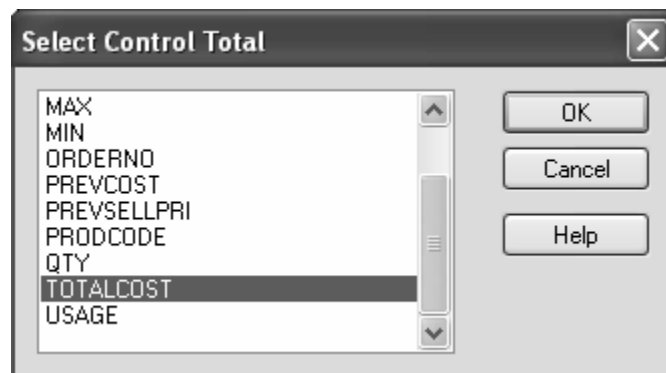 Select Control Total
MAX
MIN
ORDERNO
PREVCOST
PREVSELLPRI
PRODCODE
QTY
TOTALCOST
USAGE
OK
Cancel
Help